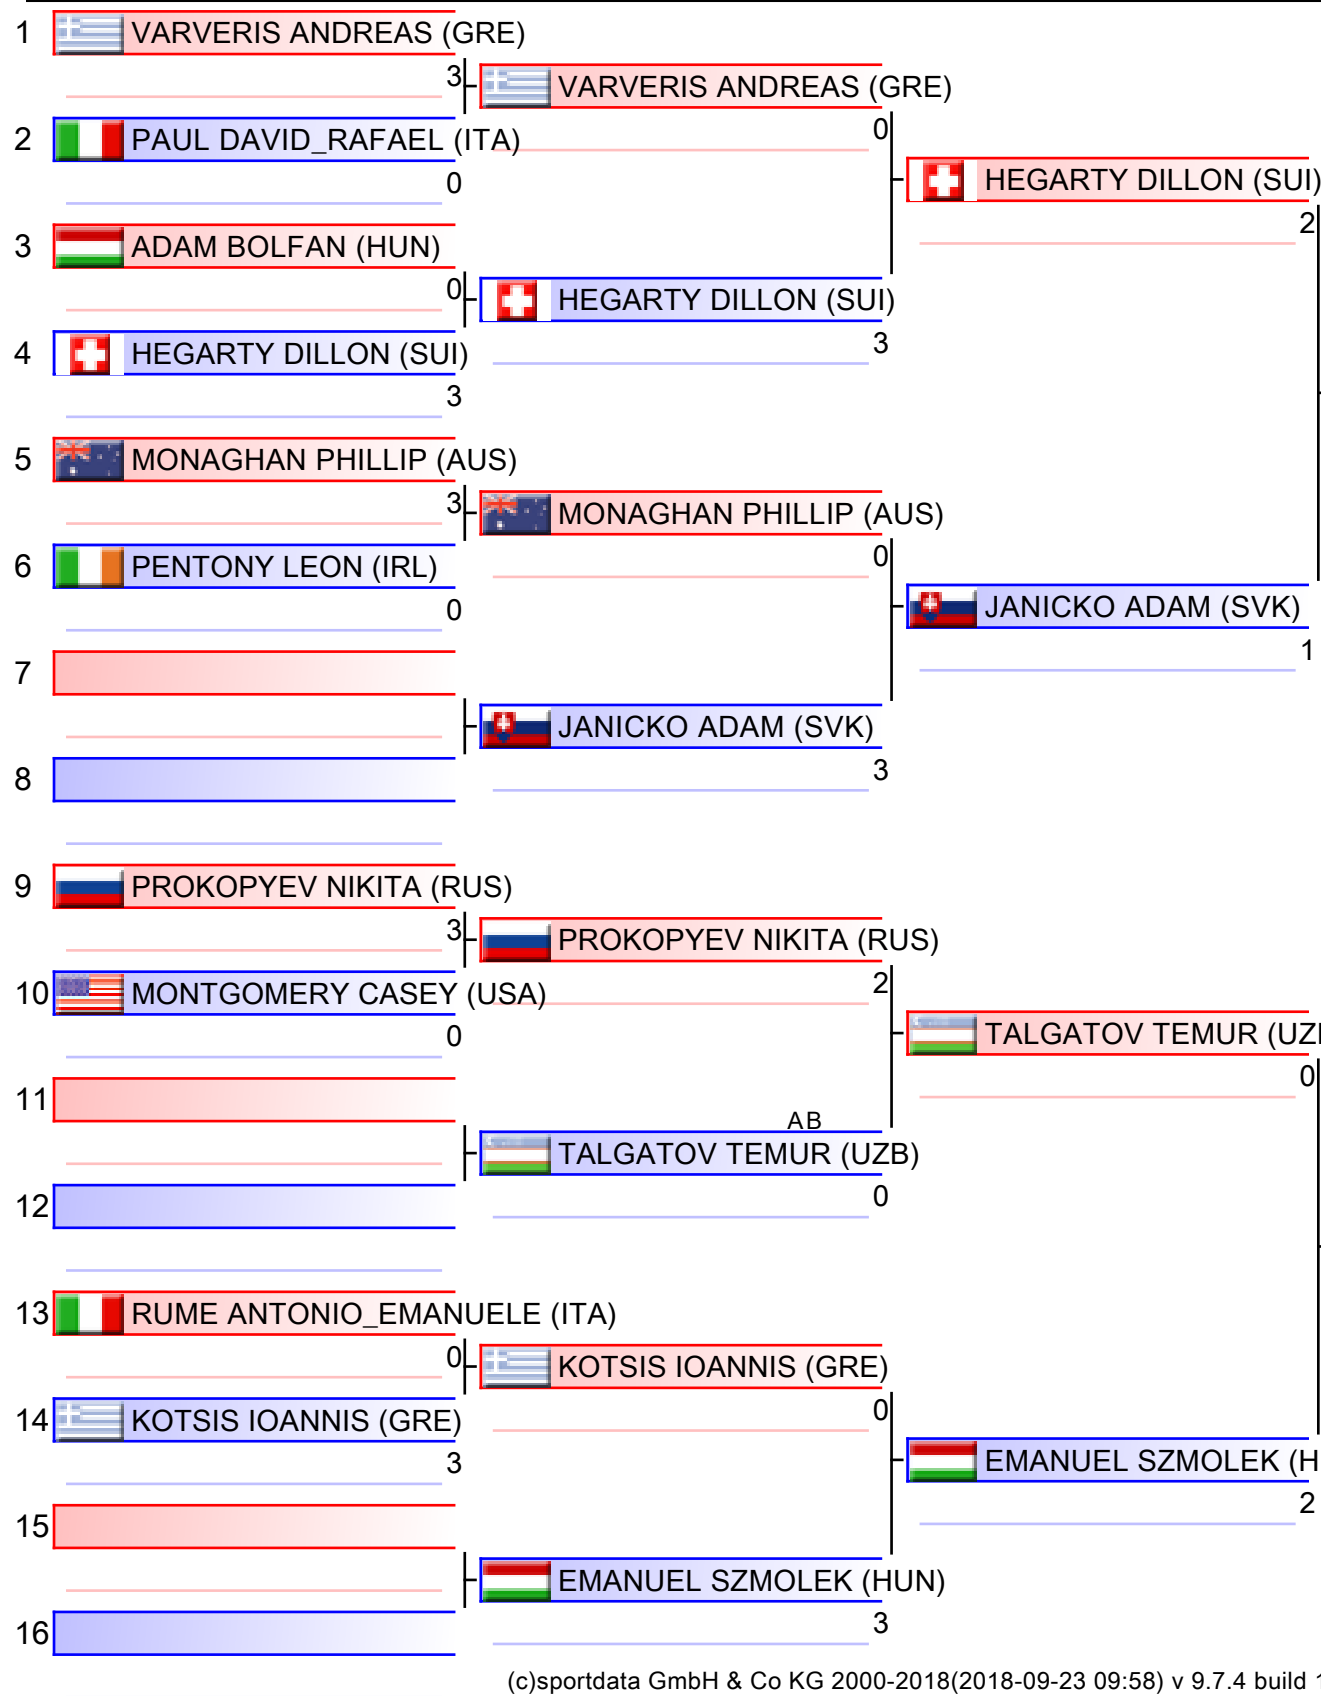 1 VARVERIS ANDREAS (GRE)
3
VARVERIS ANDREAS (GRE)
0
2 PAUL DAVID_RAFAEL (ITA)
0
HEGARTY DILLON (SUI)
2
3 ADAM BOLFAN (HUN)
0
HEGARTY DILLON (SUI)
3
4 HEGARTY DILLON (SUI)
3
5 MONAGHAN PHILLIP (AUS)
3
MONAGHAN PHILLIP (AUS)
0
6 PENTONY LEON (IRL)
0
JANICKO ADAM (SVK)
1
7
JANICKO ADAM (SVK)
3
8
9 PROKOPYEV NIKITA (RUS)
3
PROKOPYEV NIKITA (RUS)
2
10 MONTGOMERY CASEY (USA)
0
TALGATOV TEMUR (UZ
0
11
AB
TALGATOV TEMUR (UZB)
0
12
13 RUME ANTONIO_EMANUELE (ITA)
0
KOTSIS IOANNIS (GRE)
0
14 KOTSIS IOANNIS (GRE)
3
EMANUEL SZMOLEK (H
2
15
EMANUEL SZMOLEK (HUN)
3
16
(c)sportdata GmbH & Co KG 2000-2018(2018-09-23 09:58) v 9.7.4 build